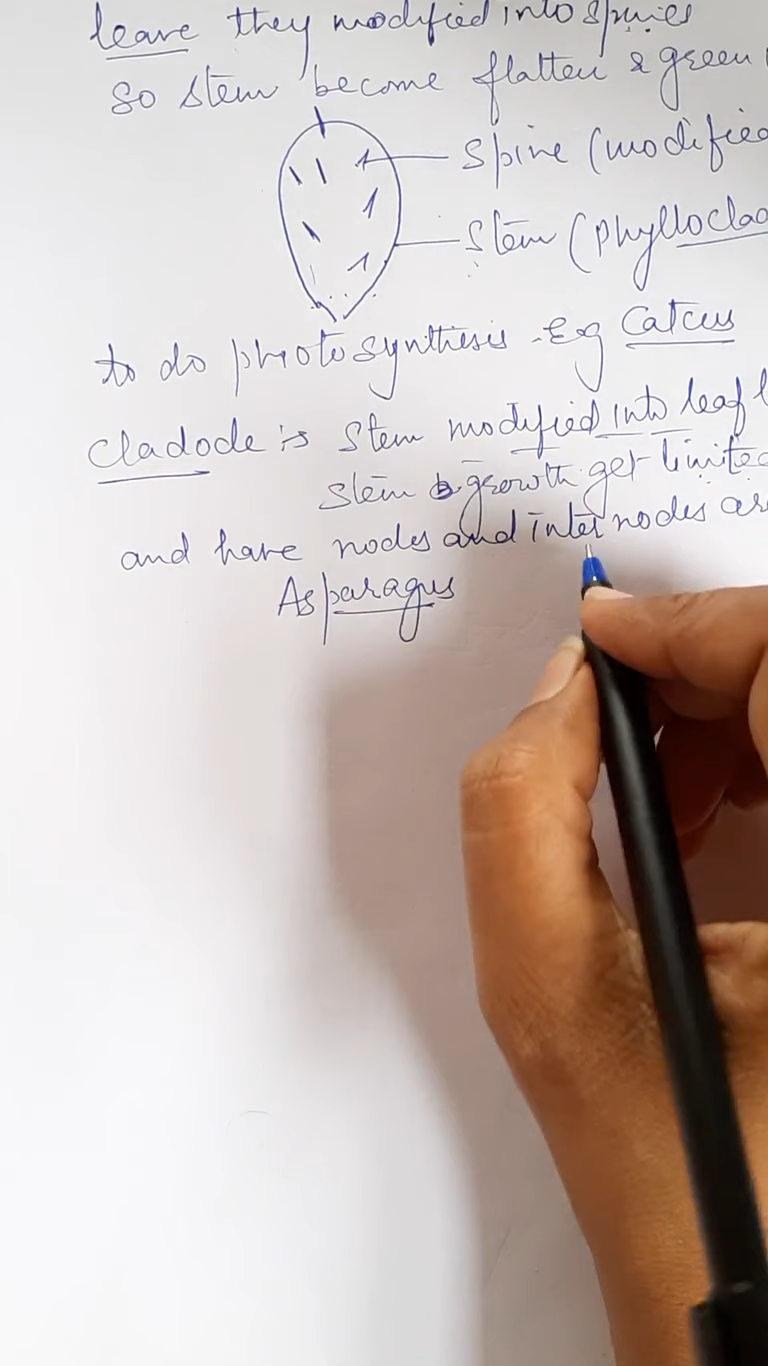 leave they modified into spines
so stem become flatten & green
Spine (modified
Stem (phylloclad
to do photosynthesis. Eg Catcus
Cladode is stem modified into leaf l
stem growth get limited
and have nodes and inter nodes are
Asparagus